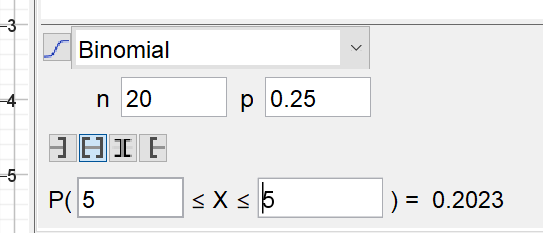 -3
Binomial
-4
n 20 p 0.25
-5
P( 5 ≤ X ≤ 5 ) = 0.2023